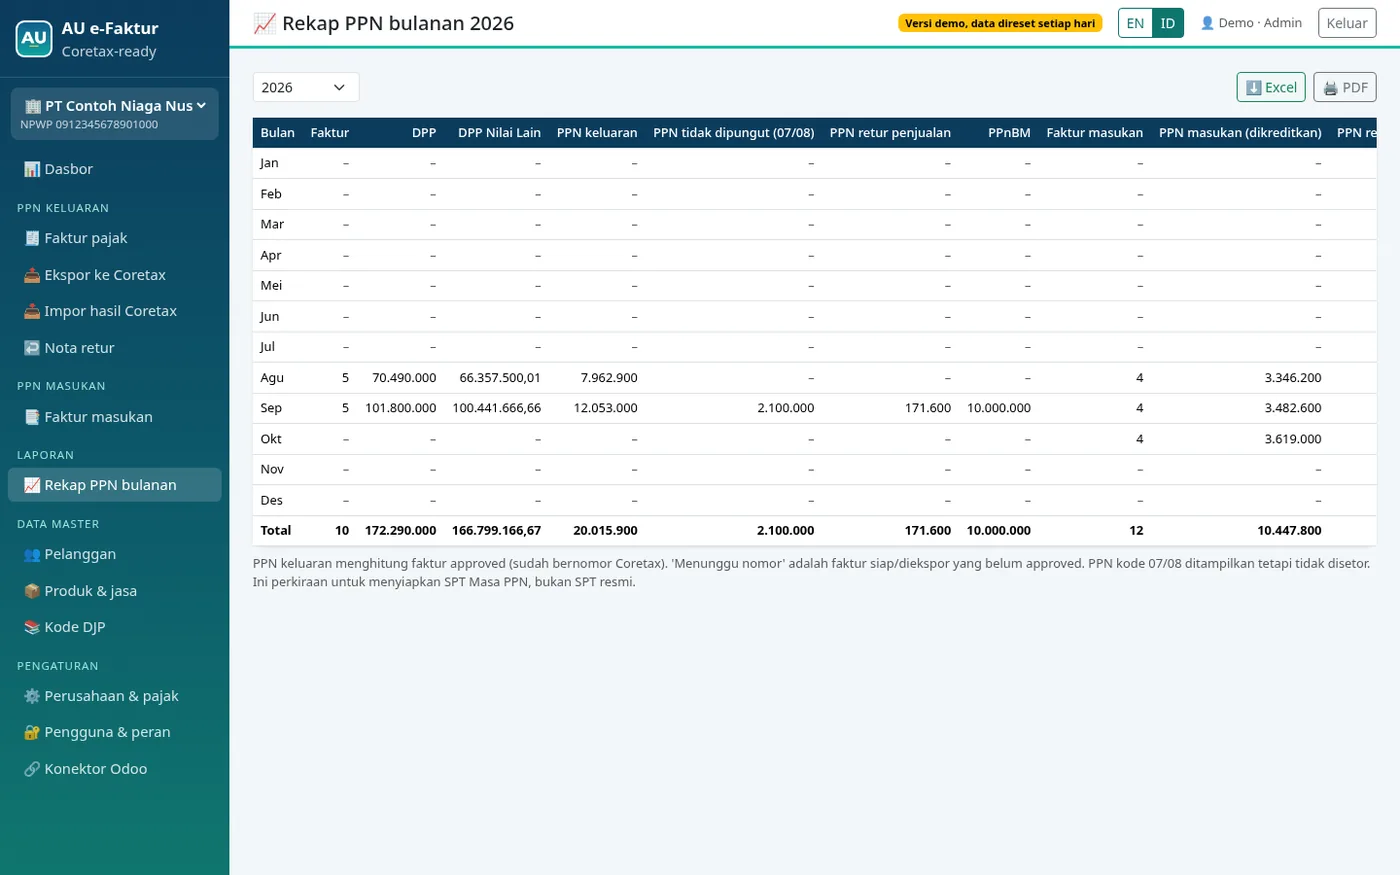 AU
AU e-Faktur
Coretax-ready
PT Contoh Niaga Nus
NPWP 0912345678901000
Dasbor
PPN KELUARAN
Faktur pajak
Ekspor ke Coretax
Impor hasil Coretax
Nota retur
PPN MASUKAN
Faktur masukan
LAPORAN
Rekap PPN bulanan
DATA MASTER
Pelanggan
Produk & jasa
Kode DJP
PENGATURAN
Perusahaan & pajak
Pengguna & peran
Konektor Odoo
Rekap PPN bulanan 2026
Versi demo, data direset setiap hari
EN ID
Demo · Admin
Keluar
2026
Excel
PDF
Bulan Faktur DPP DPP Nilai Lain PPN keluaran PPN tidak dipungut (07/08) PPN retur penjualan PPnBM Faktur masukan PPN masukan (dikreditkan) PPN re
Jan – – – – – – – – –
Feb – – – – – – – – –
Mar – – – – – – – – –
Apr – – – – – – – – –
Mei – – – – – – – – –
Jun – – – – – – – – –
Jul – – – – – – – – –
Agu 5 70.490.000 66.357.500,01 7.962.900 – – – 4 3.346.200
Sep 5 101.800.000 100.441.666,66 12.053.000 2.100.000 171.600 10.000.000 4 3.482.600
Okt – – – – – – – 4 3.619.000
Nov – – – – – – – – –
Des – – – – – – – – –
Total 10 172.290.000 166.799.166,67 20.015.900 2.100.000 171.600 10.000.000 12 10.447.800
PPN keluaran menghitung faktur approved (sudah bernomor Coretax). 'Menunggu nomor' adalah faktur siap/diekspor yang belum approved. PPN kode 07/08 ditampilkan tetapi tidak disetor.
Ini perkiraan untuk menyiapkan SPT Masa PPN, bukan SPT resmi.